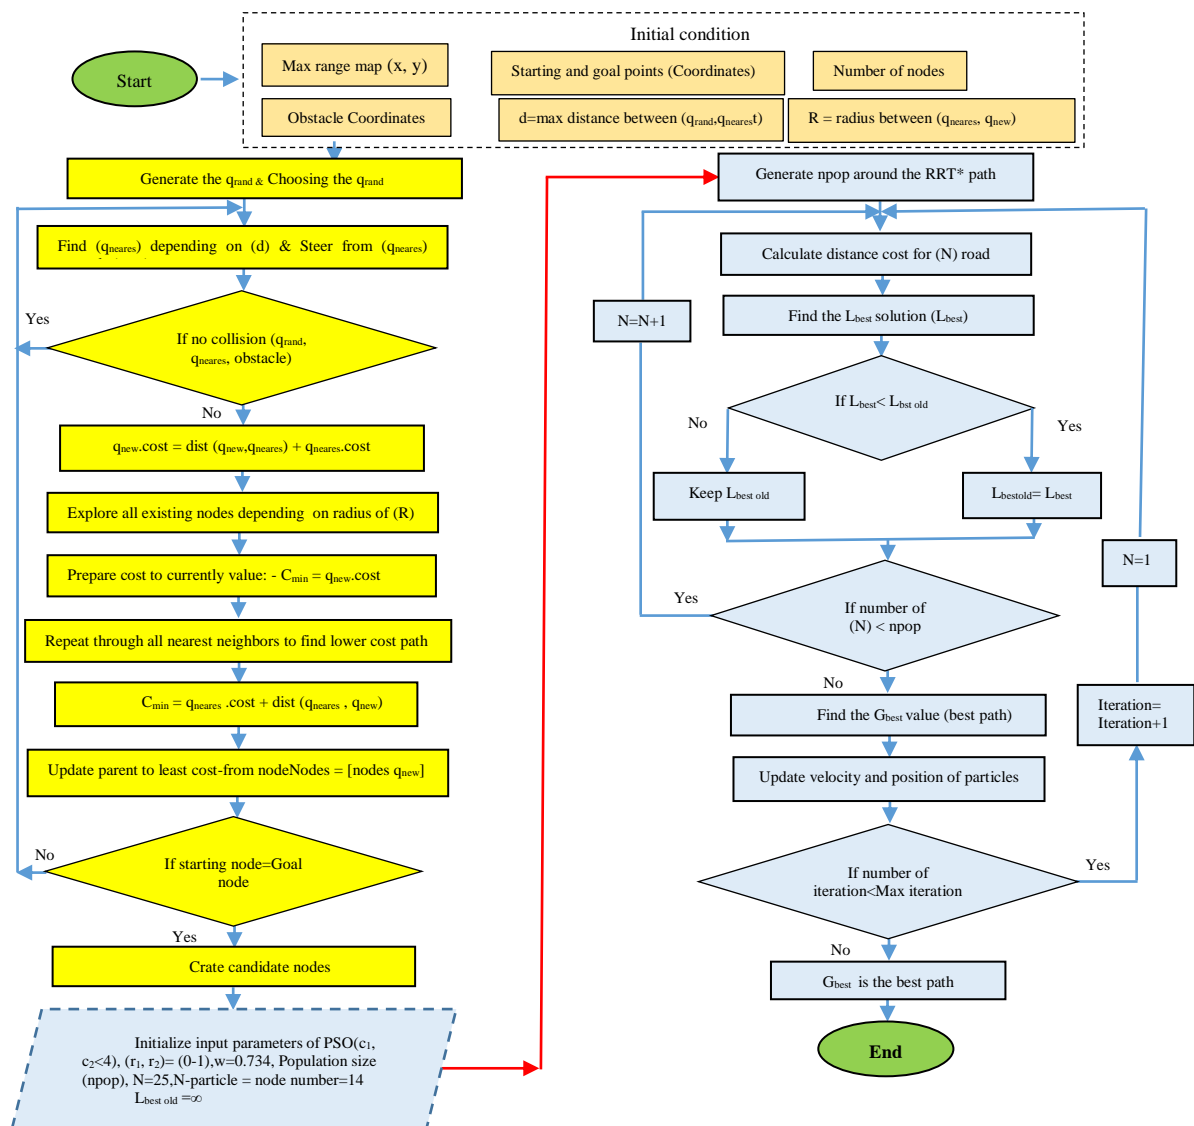 Initial condition
Start
Max range map (x, y)
Starting and goal points (Coordinates)
Number of nodes
Obstacle Coordinates
d=max distance between (qrand,qnearest)
R = radius between (qneares, qnew)
Generate the qrand & Choosing the qrand
Find (qneares) depending on (d) & Steer from (qneares)
Yes
If no collision (qrand,
qneares, obstacle)
No
qnew.cost = dist (qnew,qneares) + qneares.cost
Explore all existing nodes depending on radius of (R)
Prepare cost to currently value: - Cmin = qnew.cost
Repeat through all nearest neighbors to find lower cost path
Cmin = qneares .cost + dist (qneares , qnew)
Update parent to least cost-from nodeNodes = [nodes qnew]
No
If starting node=Goal
node
Yes
Crate candidate nodes
Initialize input parameters of PSO(c1,
c2<4), (r1, r2)= (0-1),w=0.734, Population size
(npop), N=25,N-particle = node number=14
Lbest old =∞
Generate npop around the RRT* path
Calculate distance cost for (N) road
N=N+1
Find the Lbest solution (Lbest)
If Lbest< Lbst old
No
Yes
Keep Lbest old
Lbestold= Lbest
N=1
Yes
If number of
(N) < npop
No
Find the Gbest value (best path)
Iteration=
Iteration+1
Update velocity and position of particles
If number of
iteration<Max iteration
Yes
No
Gbest is the best path
End